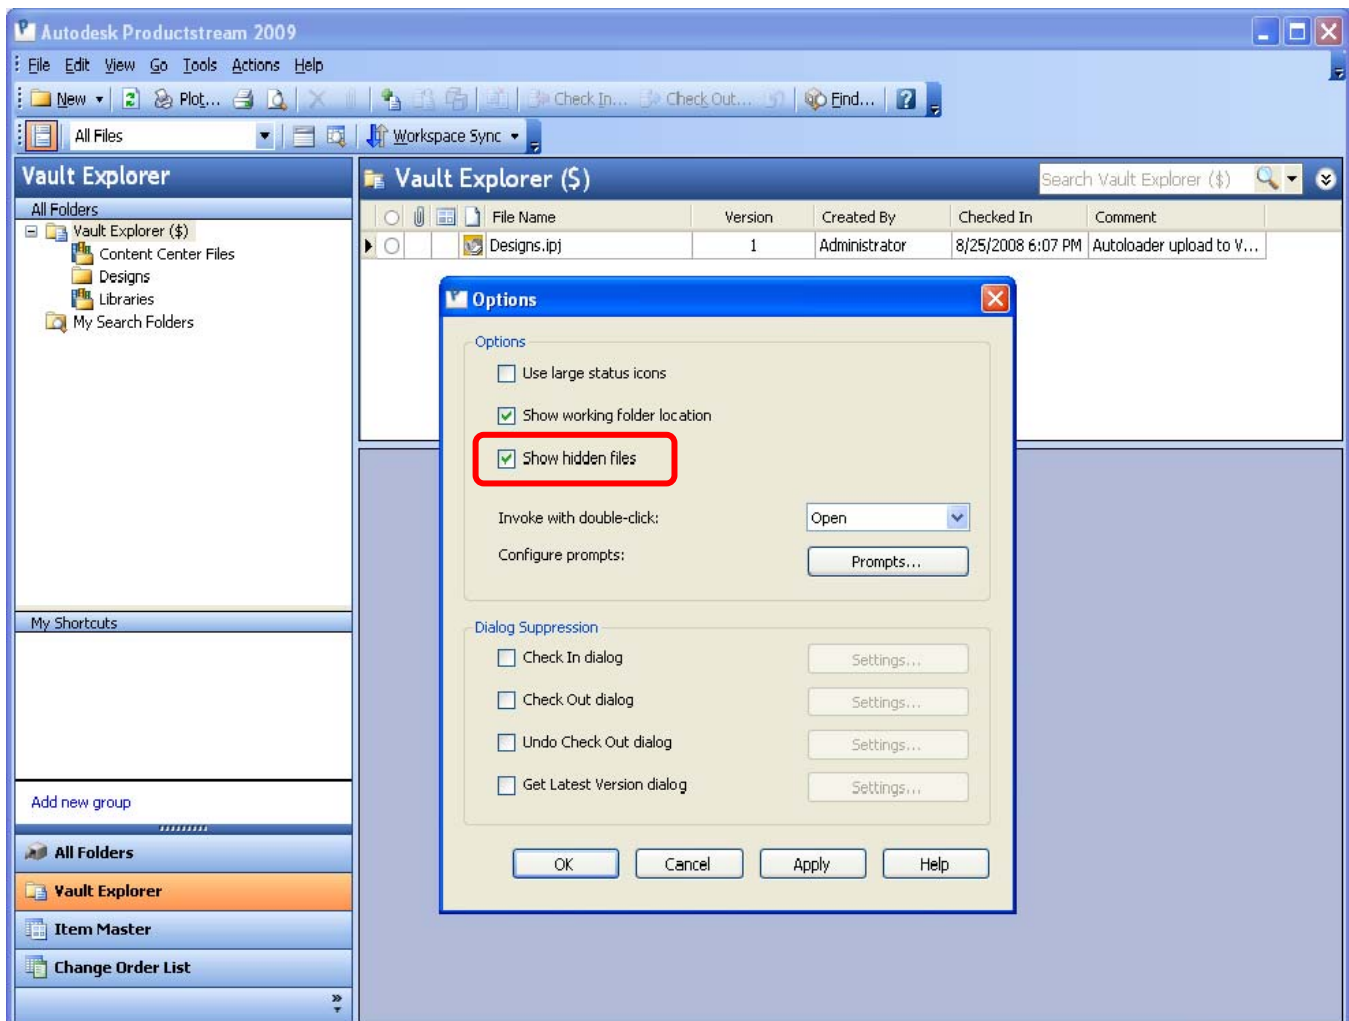 Autodesk Productstream 2009
File Edit View Go Tools Actions Help
New Plot... Check In... Check Out... Find...
All Files Workspace Sync
Vault Explorer
All Folders
Vault Explorer ($)
Content Center Files
Designs
Libraries
My Search Folders
My Shortcuts
Add new group
All Folders
Vault Explorer
Item Master
Change Order List
Vault Explorer ($) Search Vault Explorer ($)
File Name Version Created By Checked In Comment
Designs.ipj 1 Administrator 8/25/2008 6:07 PM Autoloader upload to V...
Options
Options
Use large status icons
Show working folder location
Show hidden files
Invoke with double-click: Open
Configure prompts: Prompts...
Dialog Suppression
Check In dialog Settings...
Check Out dialog Settings...
Undo Check Out dialog Settings...
Get Latest Version dialog Settings...
OK Cancel Apply Help